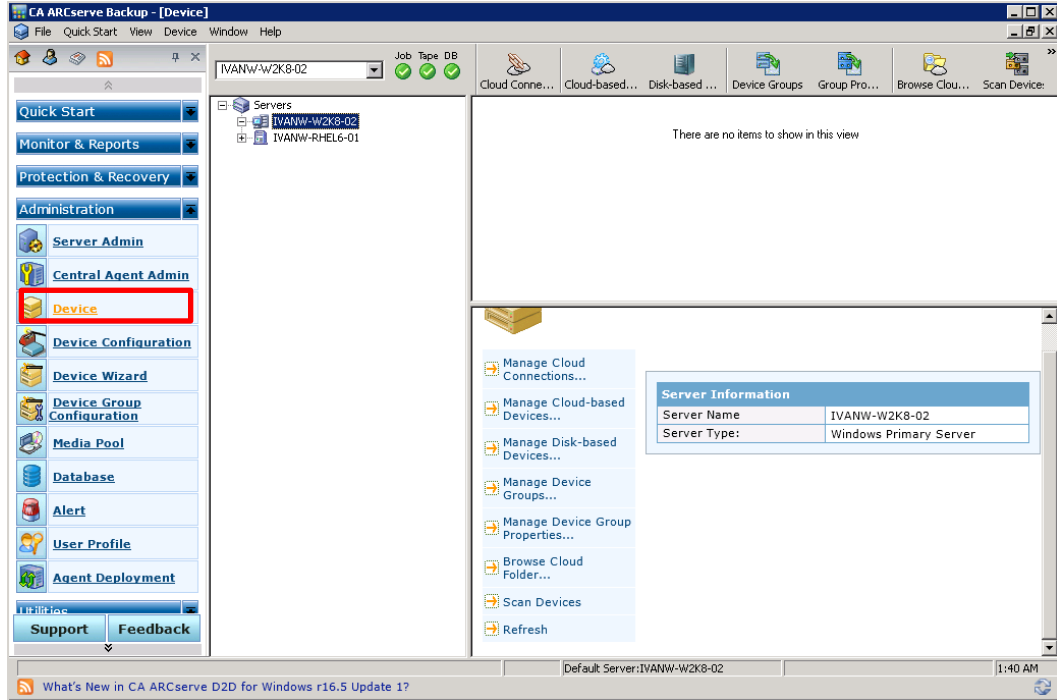 CA ARCserve Backup - [Device]
File Quick Start View Device Window Help
IVANW-W2K8-02
Job Tape DB
Cloud Conne... Cloud-based... Disk-based ... Device Groups Group Pro... Browse Clou... Scan Device:
Quick Start
Monitor & Reports
Protection & Recovery
Administration
Server Admin
Central Agent Admin
Device
Device Configuration
Device Wizard
Device Group
Configuration
Media Pool
Database
Alert
User Profile
Agent Deployment
Utilities
Support Feedback
Servers
IVANW-W2K8-02
IVANW-RHEL6-01
There are no items to show in this view
Manage Cloud
Connections...
Manage Cloud-based
Devices...
Manage Disk-based
Devices...
Manage Device
Groups...
Manage Device Group
Properties...
Browse Cloud
Folder...
Scan Devices
Refresh
Server Information
Server Name IVANW-W2K8-02
Server Type: Windows Primary Server
Default Server:IVANW-W2K8-02
1:40 AM
What's New in CA ARCserve D2D for Windows r16.5 Update 1?